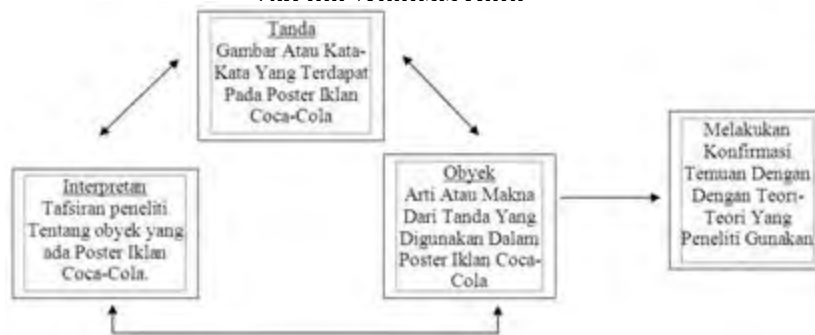 Tanda
Gambar Atau Kata-
Kata Yang Terdapat
Pada Poster Iklan
Coca-Cola
Interpretan
Tafsiran peneliti
Tentang obyek yang
ada Poster Iklan
Coca-Cola.
Obyek
Arti Atau Makna
Dari Tanda Yang
Digunakan Dalam
Poster Iklan Coca-
Cola
Melakukan
Konfirmasi
Temuan Dengan
Dengan Teori-
Teori Yang
Peneliti Gunakan